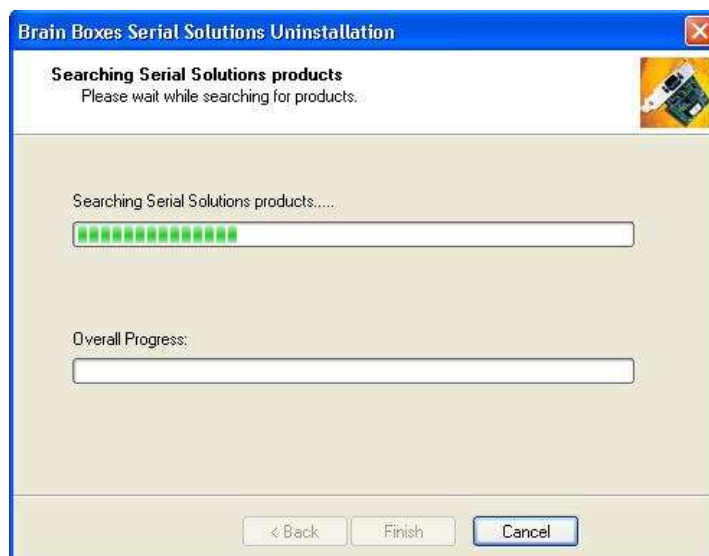 Brain Boxes Serial Solutions Uninstallation
Searching Serial Solutions products
Please wait while searching for products.
Searching Serial Solutions products.....
Overall Progress:
< Back
Finish
Cancel